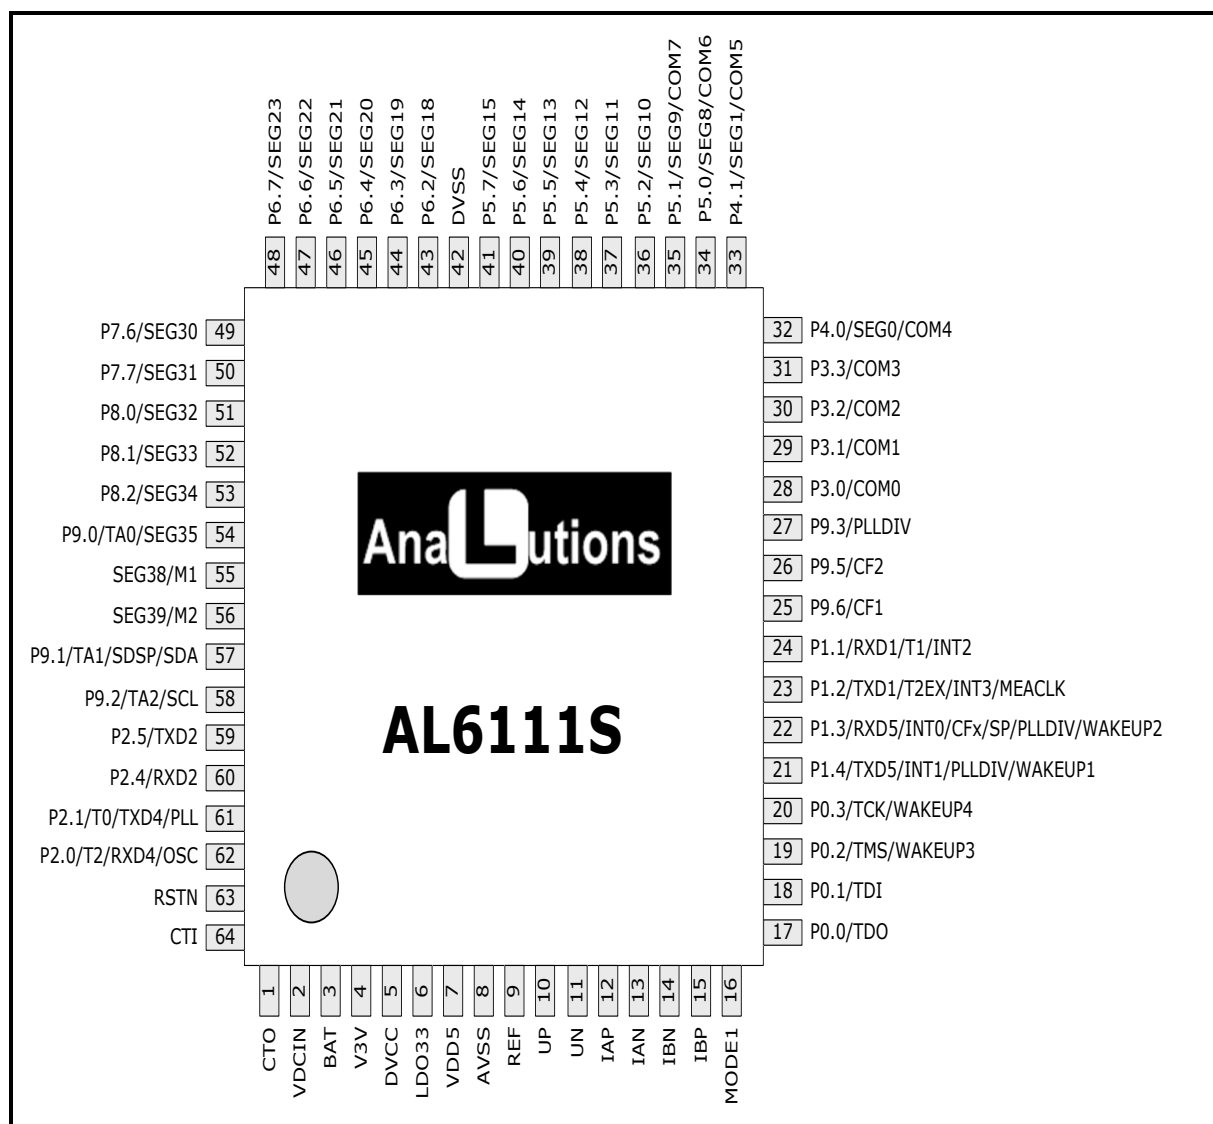 P6.7/SEG23
P6.6/SEG22
P6.5/SEG21
P6.4/SEG20
P6.3/SEG19
P6.2/SEG18
DVSS
P5.7/SEG15
P5.6/SEG14
P5.5/SEG13
P5.4/SEG12
P5.3/SEG11
P5.2/SEG10
P5.1/SEG9/COM7
P5.0/SEG8/COM6
P4.1/SEG1/COM5
48
47
46
45
44
43
42
41
40
39
38
37
36
35
34
33
P7.6/SEG30 49
P7.7/SEG31 50
P8.0/SEG32 51
P8.1/SEG33 52
P8.2/SEG34 53
P9.0/TA0/SEG35 54
SEG38/M1 55
SEG39/M2 56
P9.1/TA1/SDSP/SDA 57
P9.2/TA2/SCL 58
P2.5/TXD2 59
P2.4/RXD2 60
P2.1/T0/TXD4/PLL 61
P2.0/T2/RXD4/OSC 62
RSTN 63
CTI 64
AnaLutions
AL6111S
32 P4.0/SEG0/COM4
31 P3.3/COM3
30 P3.2/COM2
29 P3.1/COM1
28 P3.0/COM0
27 P9.3/PLLDIV
26 P9.5/CF2
25 P9.6/CF1
24 P1.1/RXD1/T1/INT2
23 P1.2/TXD1/T2EX/INT3/MEACLK
22 P1.3/RXD5/INT0/CFx/SP/PLLDIV/WAKEUP2
21 P1.4/TXD5/INT1/PLLDIV/WAKEUP1
20 P0.3/TCK/WAKEUP4
19 P0.2/TMS/WAKEUP3
18 P0.1/TDI
17 P0.0/TDO
1
2
3
4
5
6
7
8
9
10
11
12
13
14
15
16
CTO
VDCIN
BAT
V3V
DVCC
LDO33
VDD5
AVSS
REF
UP
UN
IAP
IAN
IBN
IBP
MODE1